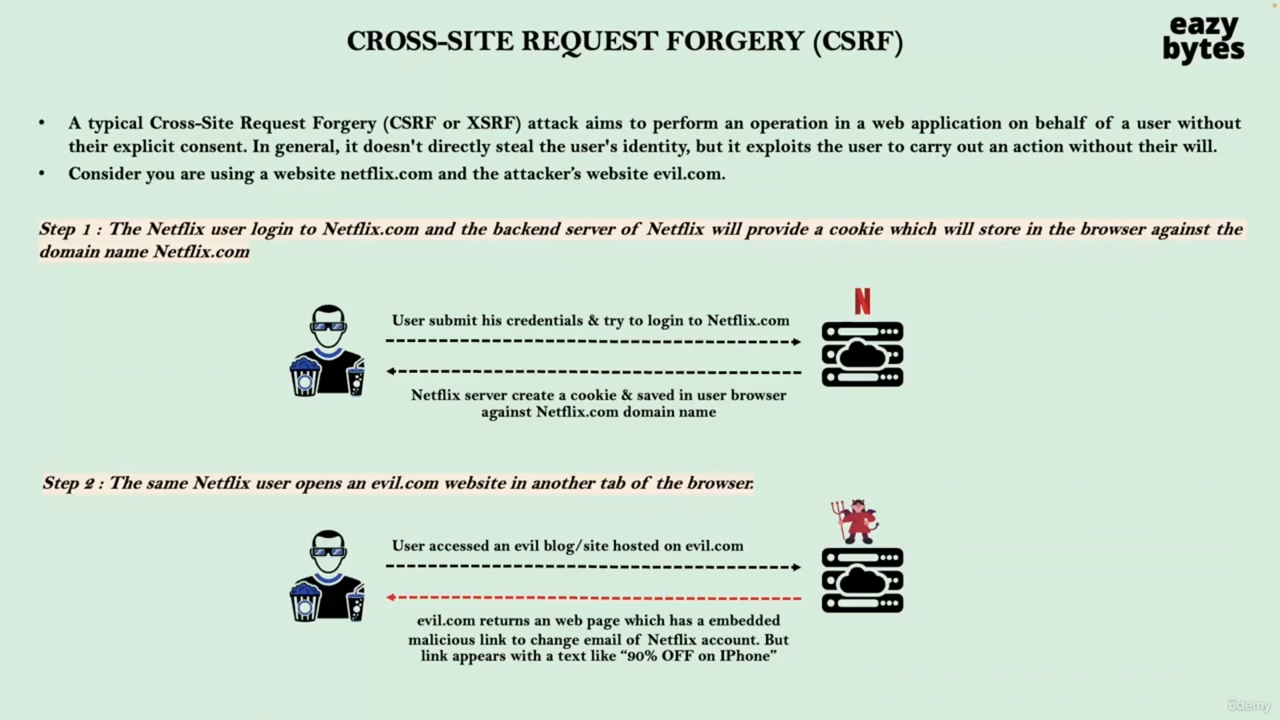 CROSS-SITE REQUEST FORGERY (CSRF)
eazy
bytes
• A typical Cross-Site Request Forgery (CSRF or XSRF) attack aims to perform an operation in a web application on behalf of a user without
their explicit consent. In general, it doesn't directly steal the user's identity, but it exploits the user to carry out an action without their will.
• Consider you are using a website netflix.com and the attacker's website evil.com.
Step 1 : The Netflix user login to Netflix.com and the backend server of Netflix will provide a cookie which will store in the browser against the
domain name Netflix.com
N
User submit his credentials & try to login to Netflix.com
Netflix server create a cookie & saved in user browser
against Netflix.com domain name
Step 2 : The same Netflix user opens an evil.com website in another tab of the browser.
User accessed an evil blog/site hosted on evil.com
evil.com returns an web page which has a embedded
malicious link to change email of Netflix account. But
link appears with a text like “90% OFF on IPhone”
ûdemy